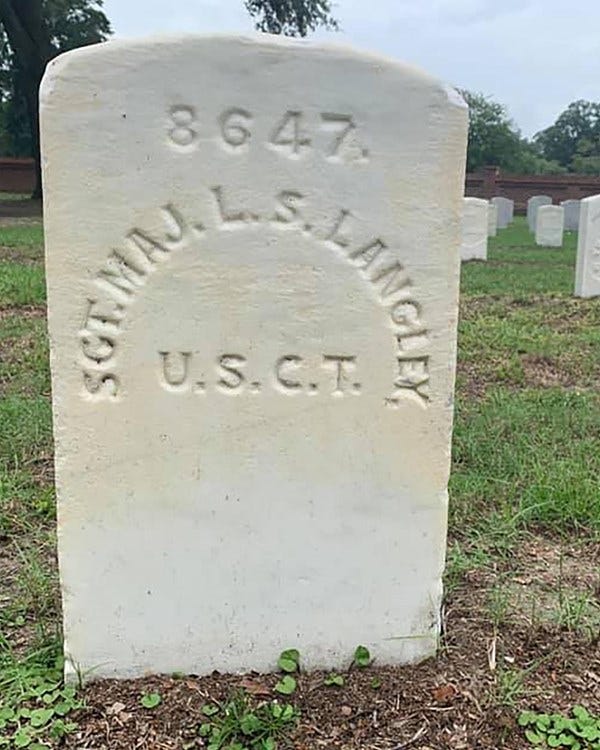 8647.
SGT. MAJ. L. S. LANGLEY,
U.S.C.T.